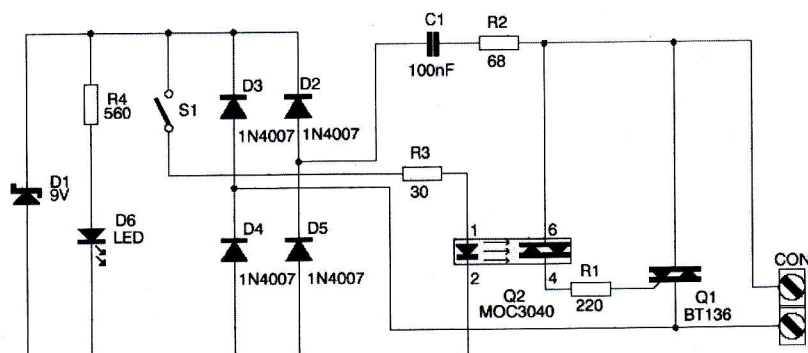 C1
100nF
R2
68
D3
1N4007
D2
1N4007
R4
560
S1
R3
30
D1
9V
D6
LED
D4
1N4007
D5
1N4007
1
2
6
4
Q2
MOC3040
R1
220
Q1
BT136
CON